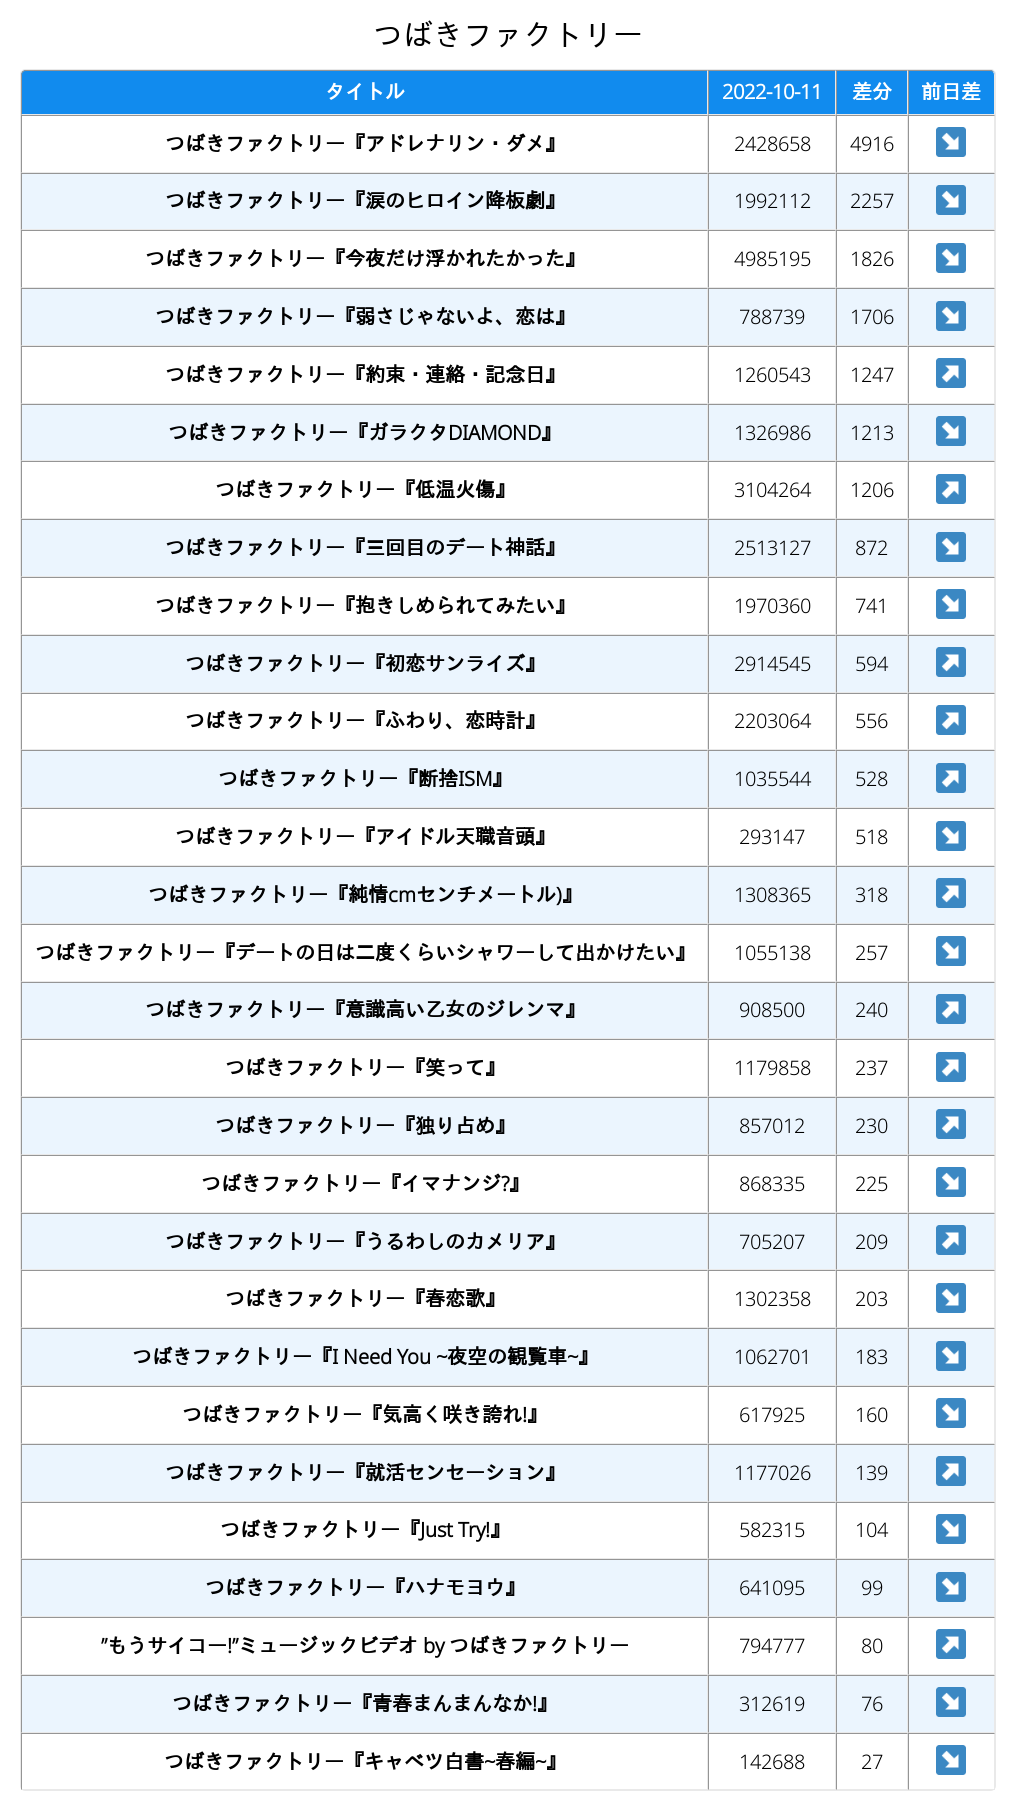 つばきファクトリー
タイトル 2022-10-11 差分 前日差
つばきファクトリー『アドレナリン・ダメ』 2428658 4916 ↘
つばきファクトリー『涙のヒロイン降板劇』 1992112 2257 ↘
つばきファクトリー『今夜だけ浮かれたかった』 4985195 1826 ↘
つばきファクトリー『弱さじゃないよ、恋は』 788739 1706 ↘
つばきファクトリー『約束・連絡・記念日』 1260543 1247 ↗
つばきファクトリー『ガラクタDIAMOND』 1326986 1213 ↘
つばきファクトリー『低温火傷』 3104264 1206 ↗
つばきファクトリー『三回目のデート神話』 2513127 872 ↘
つばきファクトリー『抱きしめられてみたい』 1970360 741 ↘
つばきファクトリー『初恋サンライズ』 2914545 594 ↗
つばきファクトリー『ふわり、恋時計』 2203064 556 ↗
つばきファクトリー『断捨ISM』 1035544 528 ↗
つばきファクトリー『アイドル天職音頭』 293147 518 ↘
つばきファクトリー『純情cmセンチメートル)』 1308365 318 ↗
つばきファクトリー『デートの日は二度くらいシャワーして出かけたい』 1055138 257 ↘
つばきファクトリー『意識高い乙女のジレンマ』 908500 240 ↗
つばきファクトリー『笑って』 1179858 237 ↗
つばきファクトリー『独り占め』 857012 230 ↗
つばきファクトリー『イマナンジ?』 868335 225 ↘
つばきファクトリー『うるわしのカメリア』 705207 209 ↗
つばきファクトリー『春恋歌』 1302358 203 ↘
つばきファクトリー『I Need You ~夜空の観覧車~』 1062701 183 ↘
つばきファクトリー『気高く咲き誇れ!』 617925 160 ↘
つばきファクトリー『就活センセーション』 1177026 139 ↗
つばきファクトリー『Just Try!』 582315 104 ↘
つばきファクトリー『ハナモヨウ』 641095 99 ↘
”もうサイコー!”ミュージックビデオ by つばきファクトリー 794777 80 ↗
つばきファクトリー『青春まんまんなか!』 312619 76 ↘
つばきファクトリー『キャベツ白書~春編~』 142688 27 ↘